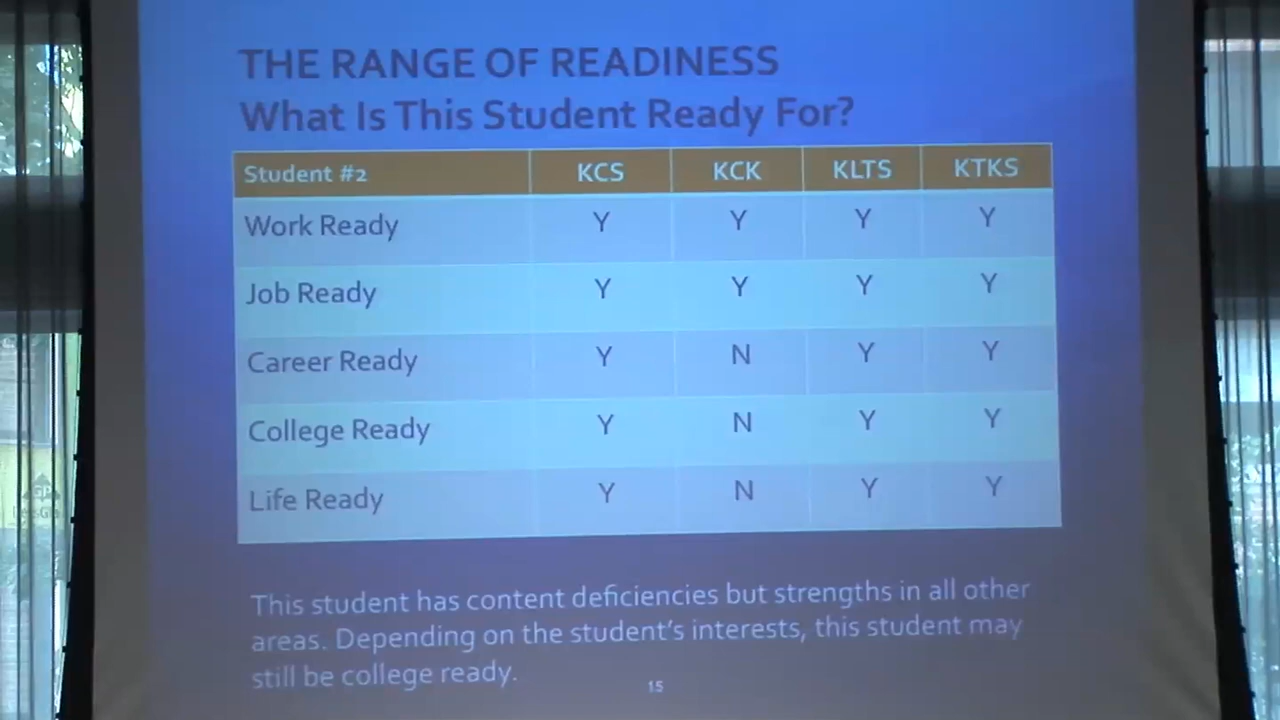 THE RANGE OF READINESS
What Is This Student Ready For?
Student #2 KCS KCK KLTS KTKS
Work Ready Y Y Y Y
Job Ready Y Y Y Y
Career Ready Y N Y Y
College Ready Y N Y Y
Life Ready Y N Y Y
This student has content deficiencies but strengths in all other
areas. Depending on the student's interests, this student may
still be college ready.
15